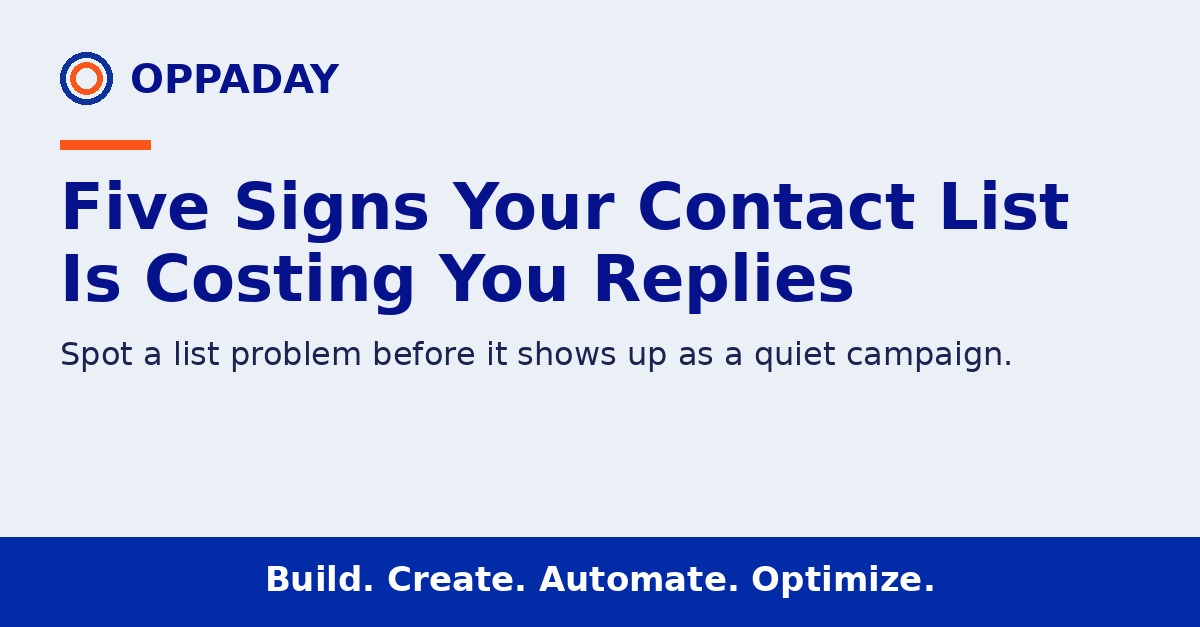 OPPADAY
Five Signs Your Contact List
Is Costing You Replies
Spot a list problem before it shows up as a quiet campaign.
Build. Create. Automate. Optimize.